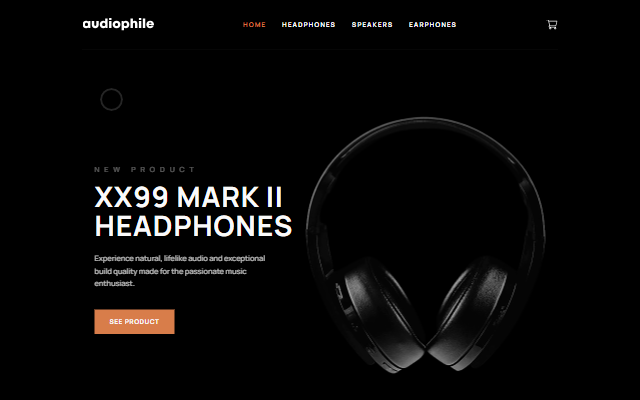 audiophile
HOME HEADPHONES SPEAKERS EARPHONES
NEW PRODUCT
XX99 MARK II
HEADPHONES
Experience natural, lifelike audio and exceptional
build quality made for the passionate music
enthusiast.
SEE PRODUCT